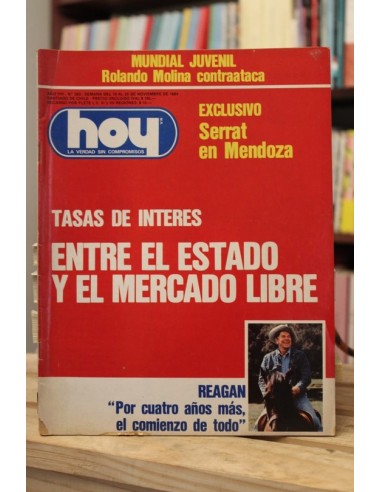 MUNDIAL JUVENIL
Rolando Molina contraataca
hoy
LA VERDAD SIN COMPROMISOS
EXCLUSIVO
Serrat
en Mendoza
TASAS DE INTERES
ENTRE EL ESTADO
Y EL MERCADO LIBRE
REAGAN
"Por cuatro años más,
el comienzo de todo"